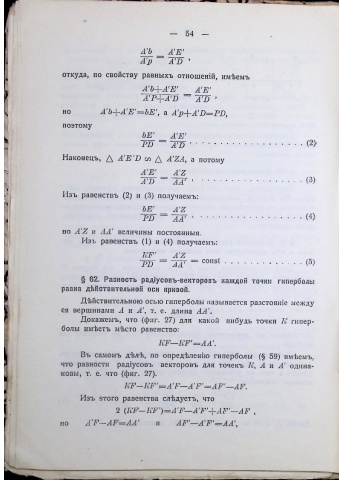 — 54 —
A'b/A'p = A'E'/A'D ,
откуда, по свойству равныхъ отношеній, имѣемъ
A'b+A'E'/A'P+A'D = A'E'/A'D ,
но A'b+A'E'=bE', а A'p+A'D=PD,
поэтому
bE'/PD = A'E'/A'D . . . . . . . . . . . . (2)
Наконецъ, △ A'E'D ∽ △ A'ZA, а потому
A'E'/A'D = A'Z/AA' . . . . . . . . . . . . (3)
Изъ равенствъ (2) и (3) получаемъ:
bE'/PD = A'Z/AA' . . . . . . . . . . . . (4)
но A'Z и AA' величины постоянныя.
Изъ равенствъ (1) и (4) получаемъ:
KF'/PD = A'Z/AA' = const . . . . . . . . . . (5)
§ 62. Разность радіусовъ-векторовъ каждой точки гиперболы
равна дѣйствительной оси кривой.
Дѣйствительною осью гиперболы называется разстояніе между
ея вершинами A и A', т. е. длина AA'.
Докажемъ, что (фиг. 27) для какой нибудь точки K гипер-
болы имѣетъ мѣсто равенство:
KF—KF'=AA'.
Въ самомъ дѣлѣ, по опредѣленію гиперболы (§ 59) имѣемъ,
что разности радіусовъ векторовъ для точекъ K, A и A' одина-
ковы, т. е. что (фиг. 27).
KF—KF'=A'F—A'F'=AF'—AF.
Изъ этого равенства слѣдуетъ, что
2 (KF—KF')=A'F—A'F'+AF'—AF ,
но A'F—AF=AA' и AF'—A'F'=AA',